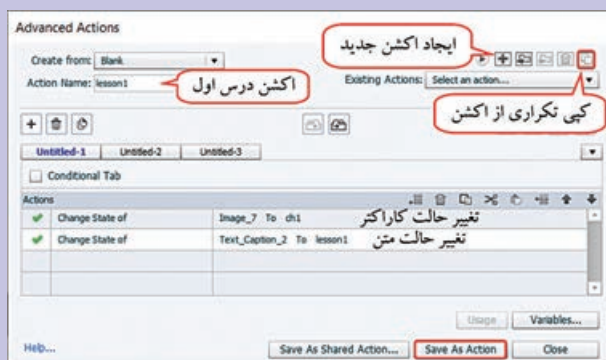 Advanced Actions
ایجاد اکشن جدید
Create from: Blank
Action Name: lesson1
اکشن درس اول
Existing Actions: Select an action...
کپی تکراری از اکشن
Untitled-1 Untitled-2 Untitled-3
Conditional Tab
Actions
Change State of Image_7 To ch1 تغییر حالت کاراکتر
Change State of Text_Caption_2 To lesson1 تغییر حالت متن
Usage Variables...
Help... Save As Shared Action... Save As Action Close